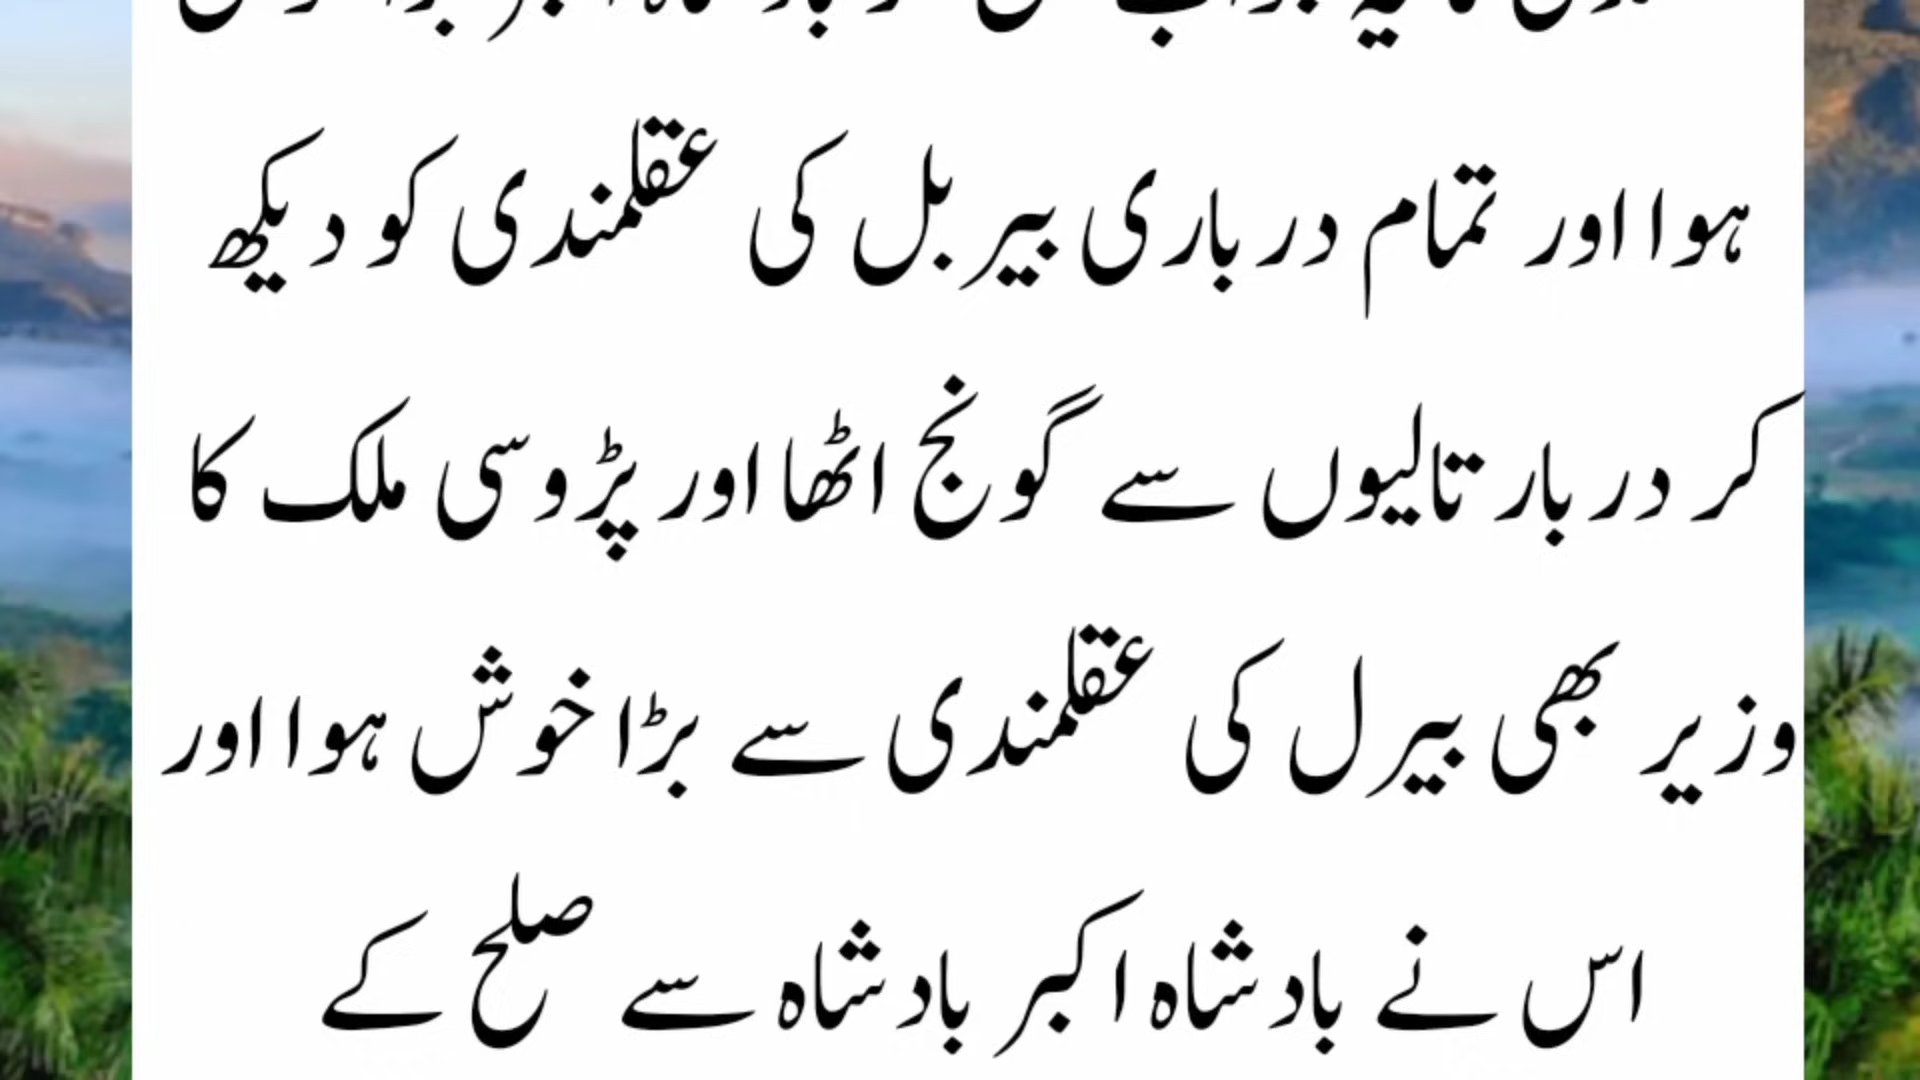 ہوا اور تمام درباری بیربل کی عقلمندی کو دیکھ
کر دربار تالیوں سے گونج اٹھا اور پڑوسی ملک کا
وزیر بھی بیرل کی عقلمندی سے بڑا خوش ہوا اور
اس نے بادشاہ اکبر بادشاہ سے صلح کے